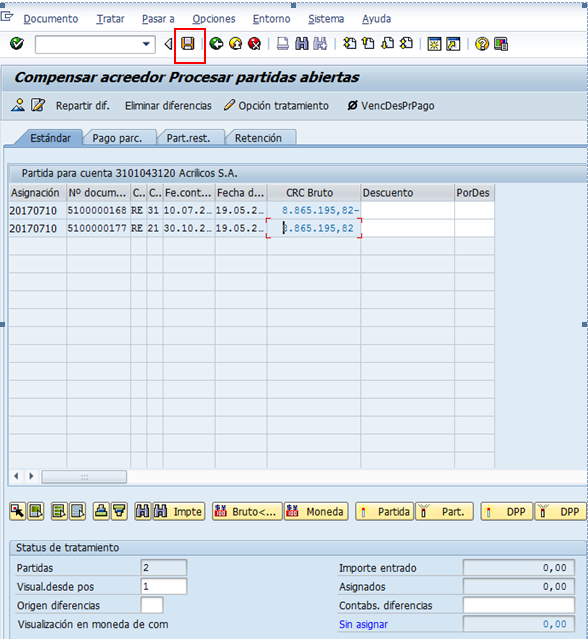 Documento Tratar Pasar a Opciones Entorno Sistema Ayuda
Compensar acreedor Procesar partidas abiertas
Repartir dif. Eliminar diferencias Opción tratamiento VencDesPrPago
Estándar Pago parc. Part.rest. Retención
Partida para cuenta 3101043120 Acrilicos S.A.
Asignación Nº docum... C.. C.. Fe.cont... Fecha d... CRC Bruto Descuento PorDes
20170710 5100000168 RE 31 10.07.2... 19.05.2... 8.865.195,82-
20170710 5100000177 RE 21 30.10.2... 19.05.2... 8.865.195,82
Impte Bruto<... Moneda Partida Part. DPP DPP
Status de tratamiento
Partidas 2 Importe entrado 0,00
Visual.desde pos 1 Asignados 0,00
Origen diferencias Contabs. diferencias
Visualización en moneda de com Sin asignar 0,00